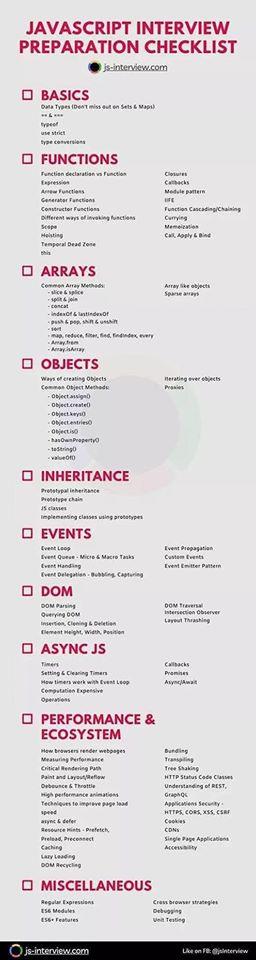 JAVASCRIPT INTERVIEW
PREPARATION CHECKLIST
js-interview.com
BASICS
Data Types (Don't miss out on Sets & Maps)
== & ===
typeof
use strict
type conversions
FUNCTIONS
Function declaration vs Function
Expression
Arrow Functions
Generator Functions
Constructor Functions
Different ways of invoking functions
Scope
Hoisting
Temporal Dead Zone
this
Closures
Callbacks
Module pattern
IIFE
Function Cascading/Chaining
Currying
Memoization
Call, Apply & Bind
ARRAYS
Common Array Methods:
- slice & splice
- split & join
- concat
- indexOf & lastIndexOf
- push & pop, shift & unshift
- sort
- map, reduce, filter, find, findIndex, every
- Array.from
- Array.isArray
Array like objects
Sparse arrays
OBJECTS
Ways of creating Objects
Common Object Methods:
- Object.assign()
- Object.create()
- Object.keys()
- Object.entries()
- Object.is()
- hasOwnProperty()
- toString()
- valueOf()
Iterating over objects
Proxies
INHERITANCE
Prototypal inheritance
Prototype chain
JS classes
Implementing classes using prototypes
EVENTS
Event Loop
Event Queue - Micro & Macro Tasks
Event Handling
Event Delegation - Bubbling, Capturing
Event Propagation
Custom Events
Event Emitter Pattern
DOM
DOM Parsing
Querying DOM
Insertion, Cloning & Deletion
Element Height, Width, Position
DOM Traversal
Intersection Observer
Layout Thrashing
ASYNC JS
Timers
Setting & Clearing Timers
How timers work with Event Loop
Computation Expensive
Operations
Callbacks
Promises
Async/Await
PERFORMANCE &
ECOSYSTEM
How browsers render webpages
Measuring Performance
Critical Rendering Path
Paint and Layout/Reflow
Debounce & Throttle
High performance animations
Techniques to improve page load
speed
async & defer
Resource Hints - Prefetch,
Preload, Preconnect
Caching
Lazy Loading
DOM Recycling
Bundling
Transpiling
Tree Shaking
HTTP Status Code Classes
Understanding of REST,
GraphQL
Applications Security -
HTTPS, CORS, XSS, CSRF
Cookies
CDNs
Single Page Applications
Accessibility
MISCELLANEOUS
Regular Expressions
ES6 Modules
ES6+ Features
Cross browser strategies
Debugging
Unit Testing
js-interview.com
Like on FB: @jsinterview